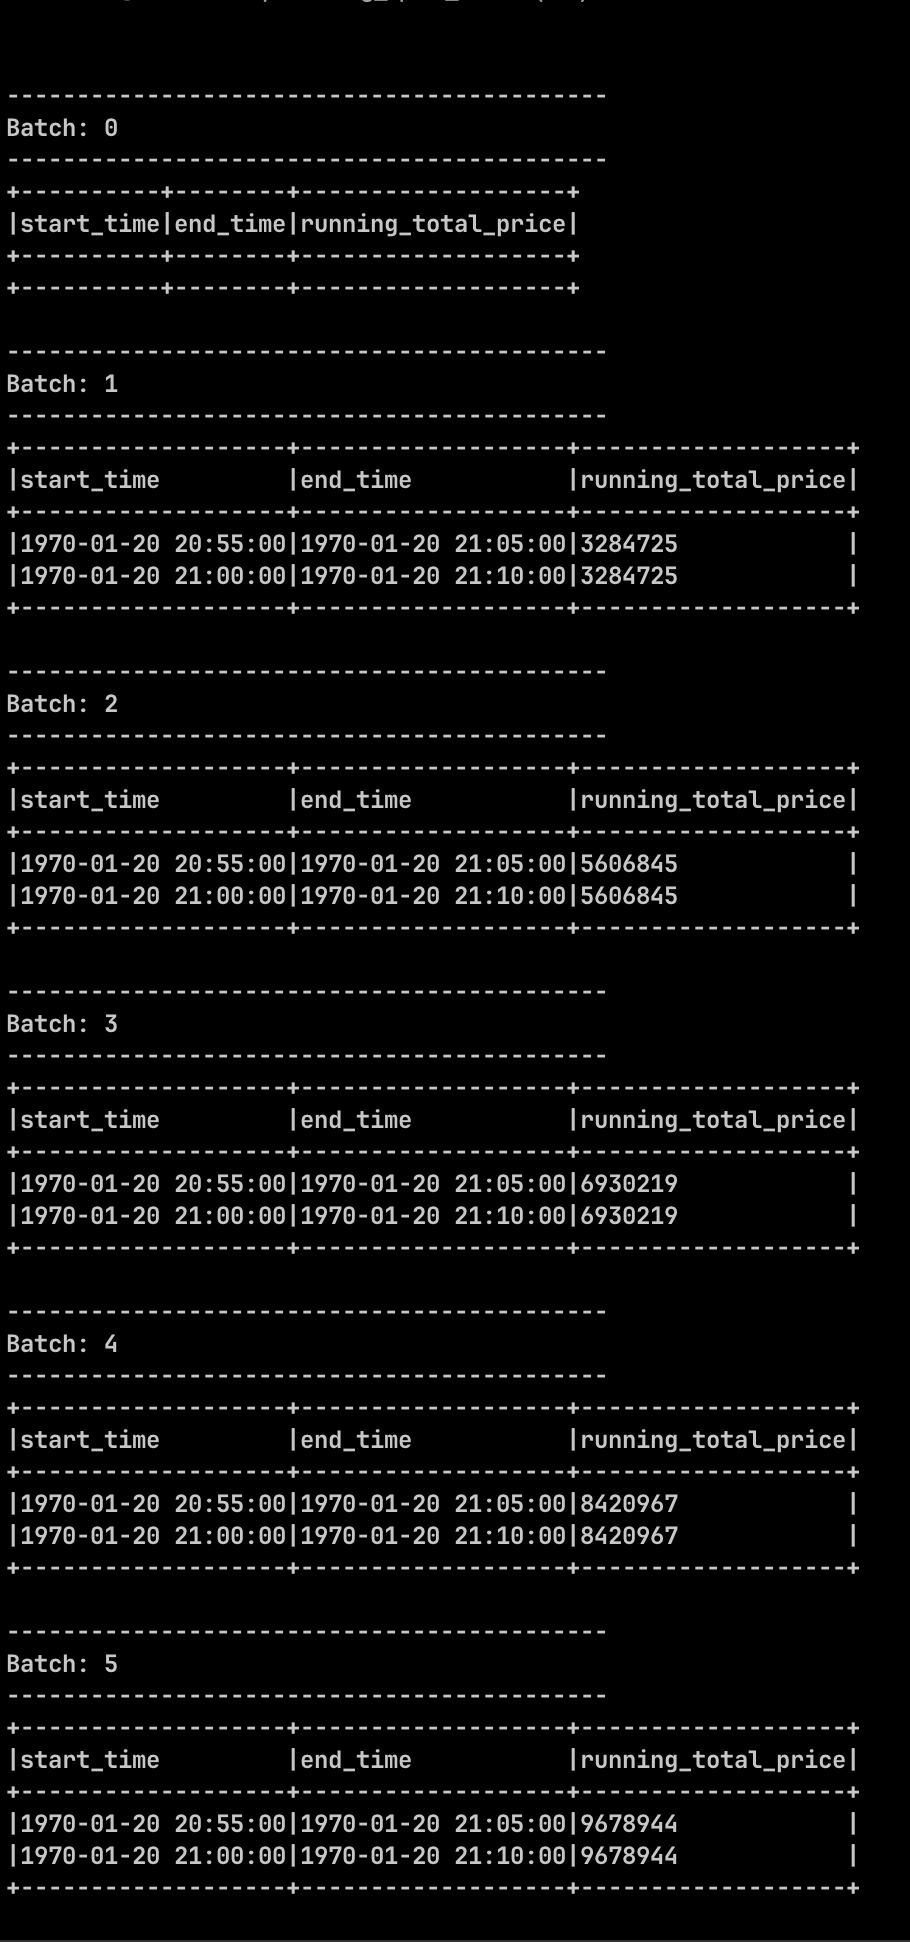 -------------------------------------------
Batch: 0
-------------------------------------------
+----------+--------+-------------------+
|start_time|end_time|running_total_price|
+----------+--------+-------------------+
+----------+--------+-------------------+
-------------------------------------------
Batch: 1
-------------------------------------------
+-------------------+-------------------+-------------------+
|start_time         |end_time           |running_total_price|
+-------------------+-------------------+-------------------+
|1970-01-20 20:55:00|1970-01-20 21:05:00|3284725            |
|1970-01-20 21:00:00|1970-01-20 21:10:00|3284725            |
+-------------------+-------------------+-------------------+
-------------------------------------------
Batch: 2
-------------------------------------------
+-------------------+-------------------+-------------------+
|start_time         |end_time           |running_total_price|
+-------------------+-------------------+-------------------+
|1970-01-20 20:55:00|1970-01-20 21:05:00|5606845            |
|1970-01-20 21:00:00|1970-01-20 21:10:00|5606845            |
+-------------------+-------------------+-------------------+
-------------------------------------------
Batch: 3
-------------------------------------------
+-------------------+-------------------+-------------------+
|start_time         |end_time           |running_total_price|
+-------------------+-------------------+-------------------+
|1970-01-20 20:55:00|1970-01-20 21:05:00|6930219            |
|1970-01-20 21:00:00|1970-01-20 21:10:00|6930219            |
+-------------------+-------------------+-------------------+
-------------------------------------------
Batch: 4
-------------------------------------------
+-------------------+-------------------+-------------------+
|start_time         |end_time           |running_total_price|
+-------------------+-------------------+-------------------+
|1970-01-20 20:55:00|1970-01-20 21:05:00|8420967            |
|1970-01-20 21:00:00|1970-01-20 21:10:00|8420967            |
+-------------------+-------------------+-------------------+
-------------------------------------------
Batch: 5
-------------------------------------------
+-------------------+-------------------+-------------------+
|start_time         |end_time           |running_total_price|
+-------------------+-------------------+-------------------+
|1970-01-20 20:55:00|1970-01-20 21:05:00|9678944            |
|1970-01-20 21:00:00|1970-01-20 21:10:00|9678944            |
+-------------------+-------------------+-------------------+